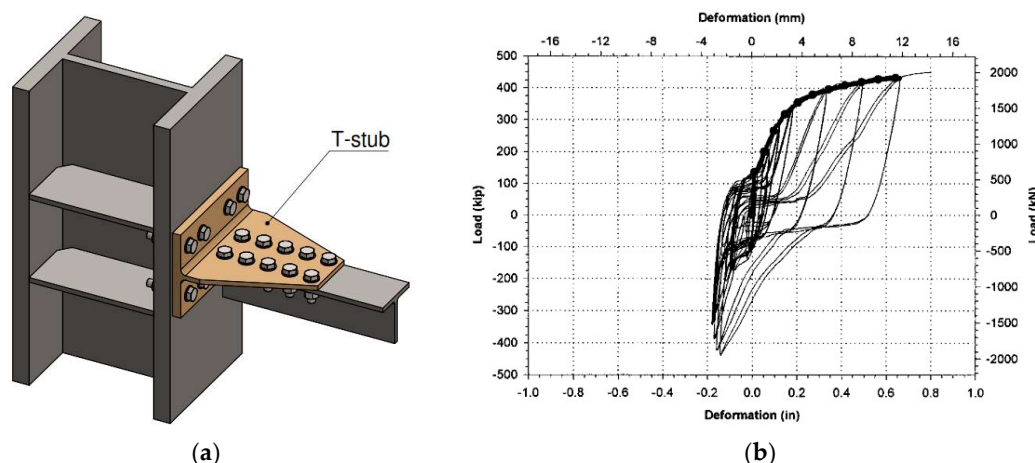 T-stub
(a)
Deformation (mm)
-16 -12 -8 -4 0 4 8 12 16
Load (kip)
500
400
300
200
100
0
-100
-200
-300
-400
-500
2000
1500
1000
500
0
-500
-1000
-1500
-2000
Load (kN)
-1.0 -0.8 -0.6 -0.4 -0.2 0.0 0.2 0.4 0.6 0.8 1.0
Deformation (in)
(b)